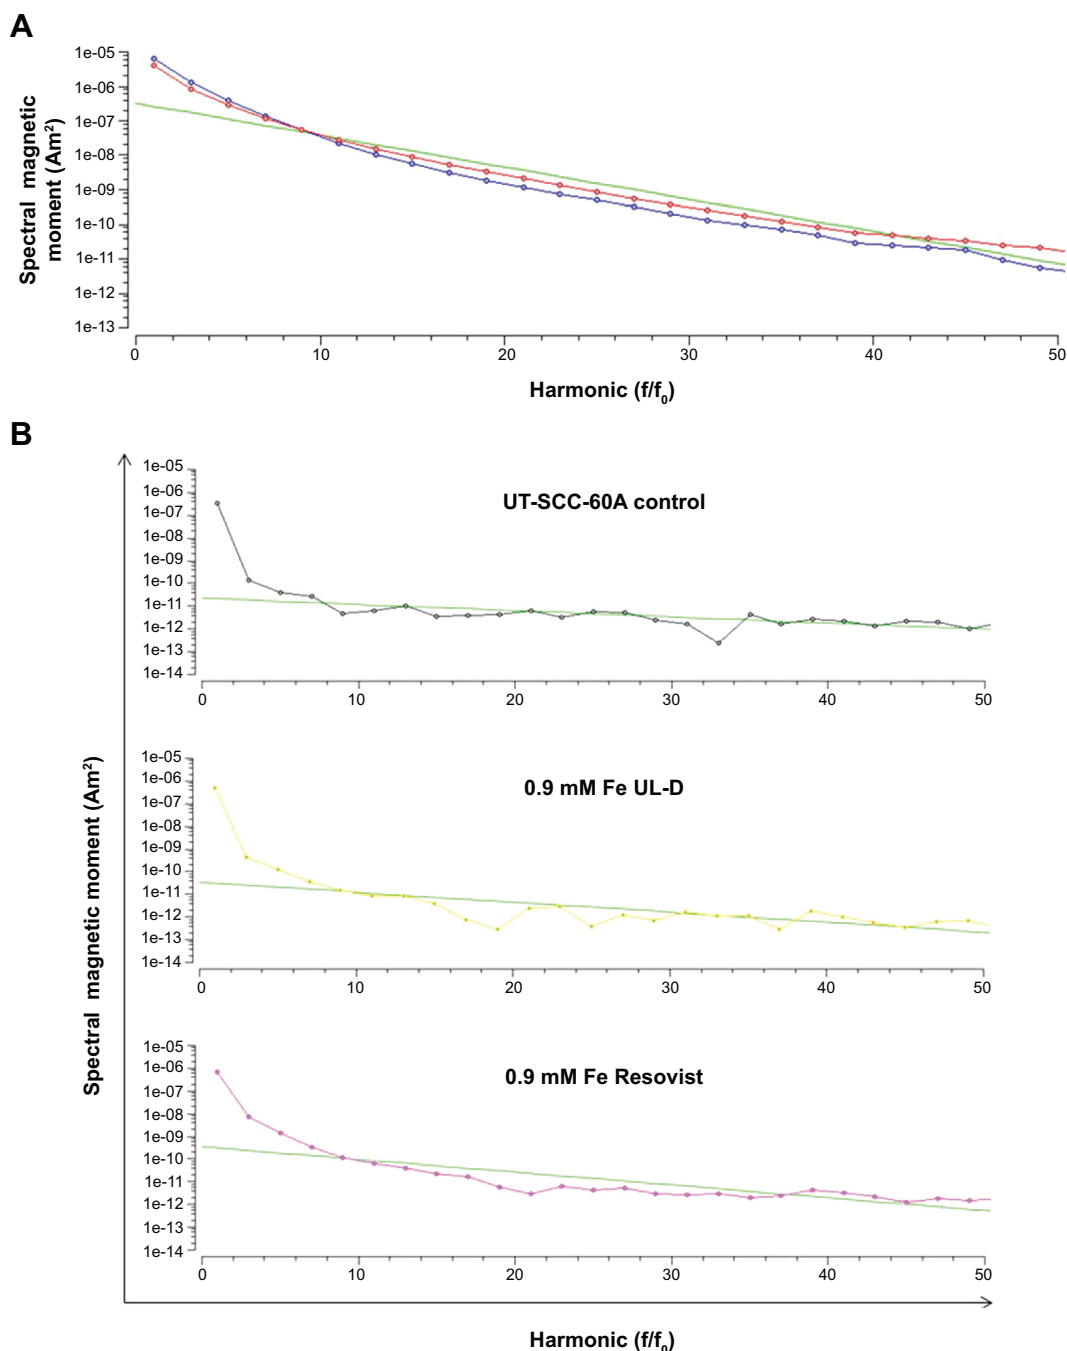 A
Spectral magnetic
moment (Am²)
1e-05
1e-06
1e-07
1e-08
1e-09
1e-10
1e-11
1e-12
1e-13
0 10 20 30 40 50
Harmonic (f/f₀)
B
Spectral magnetic moment (Am²)
UT-SCC-60A control
1e-05
1e-06
1e-07
1e-08
1e-09
1e-10
1e-11
1e-12
1e-13
1e-14
0 10 20 30 40 50
0.9 mM Fe UL-D
1e-05
1e-06
1e-07
1e-08
1e-09
1e-10
1e-11
1e-12
1e-13
1e-14
0 10 20 30 40 50
0.9 mM Fe Resovist
1e-05
1e-06
1e-07
1e-08
1e-09
1e-10
1e-11
1e-12
1e-13
1e-14
0 10 20 30 40 50
Harmonic (f/f₀)